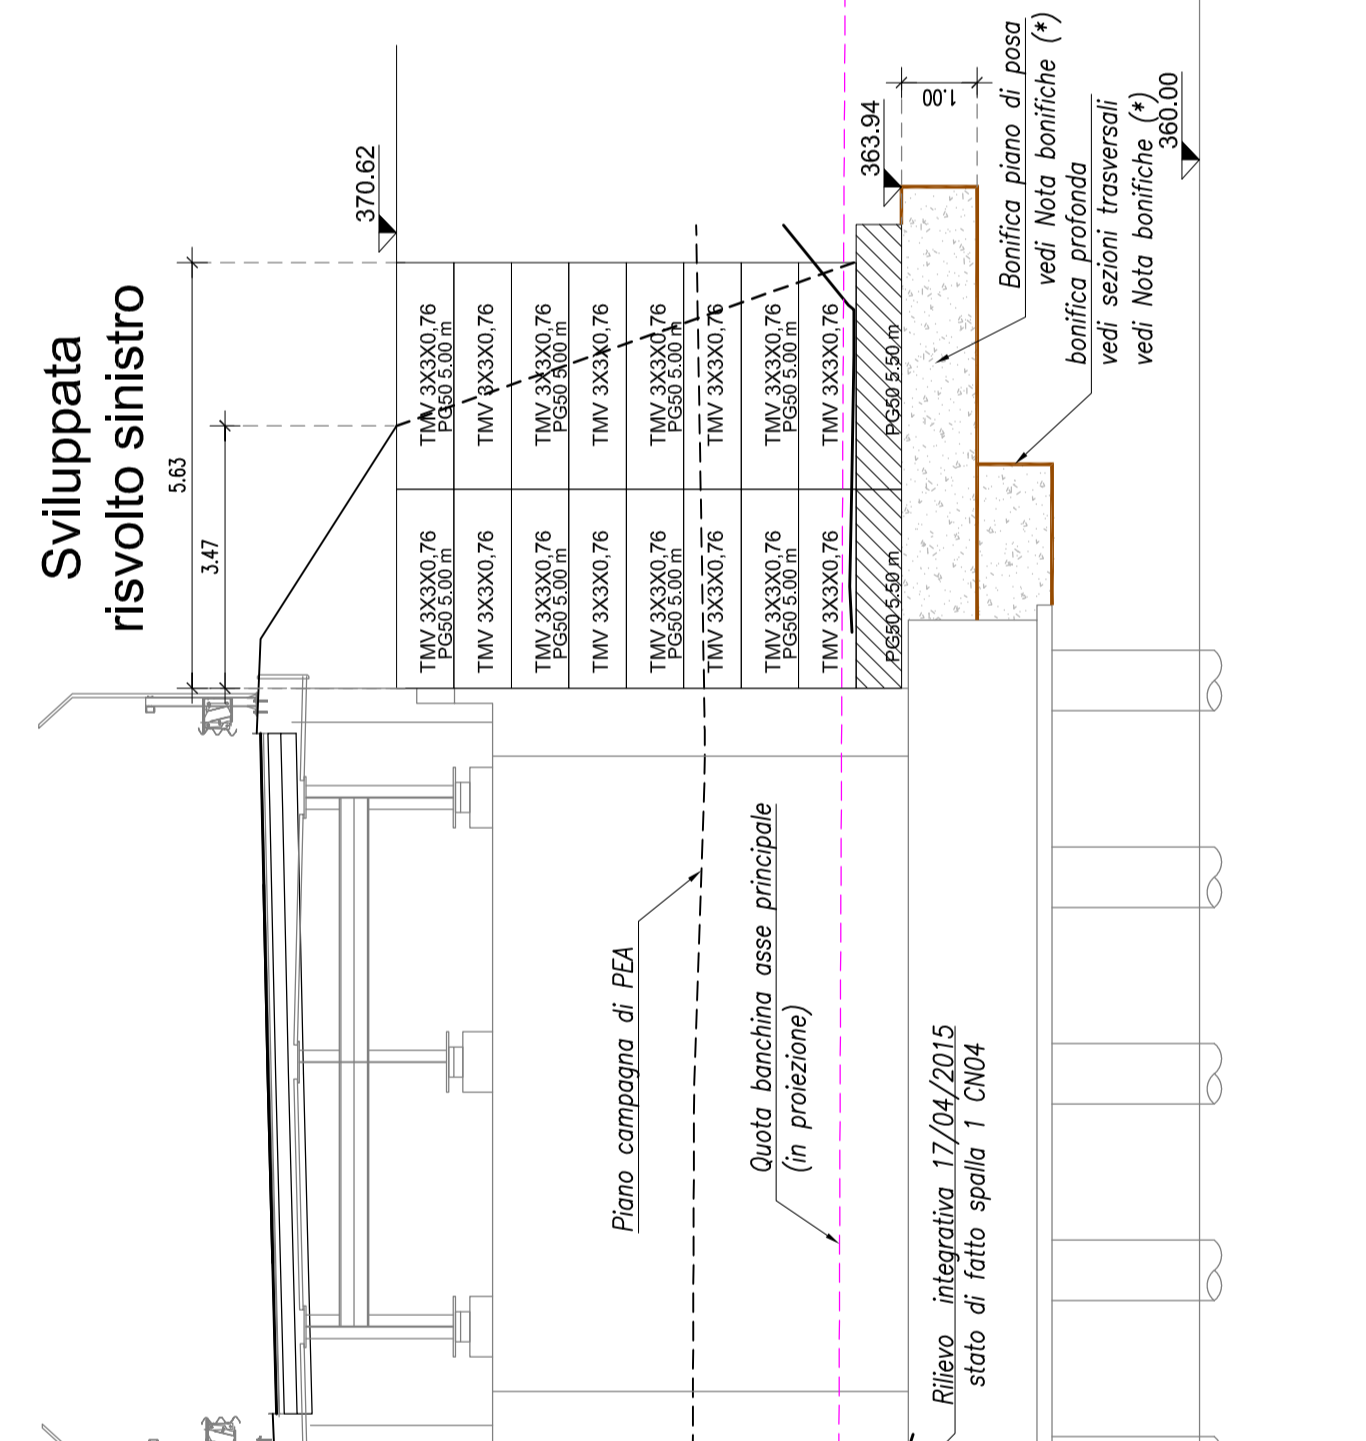 Sviluppata
risvolto sinistro
5.63
3.47
370.62
363.94
1.00
360.00
TMV 3X3X0,76
PG50 5.00 m
TMV 3X3X0,76
TMV 3X3X0,76
PG50 5.00 m
TMV 3X3X0,76
TMV 3X3X0,76
PG50 5.00 m
TMV 3X3X0,76
TMV 3X3X0,76
PG50 5.00 m
TMV 3X3X0,76
PG50 5.50 m
TMV 3X3X0,76
PG50 5.00 m
TMV 3X3X0,76
TMV 3X3X0,76
PG50 5.00 m
TMV 3X3X0,76
TMV 3X3X0,76
PG50 5.00 m
TMV 3X3X0,76
TMV 3X3X0,76
PG50 5.00 m
TMV 3X3X0,76
PG50 5.50 m
Bonifica piano di posa
vedi Nota bonifiche (*)
bonifica profonda
vedi sezioni trasversali
vedi Nota bonifiche (*)
Piano campagna di PEA
Quota banchina asse principale
(in proiezione)
Rilievo integrativa 17/04/2015
stato di fatto spalla 1 CN04